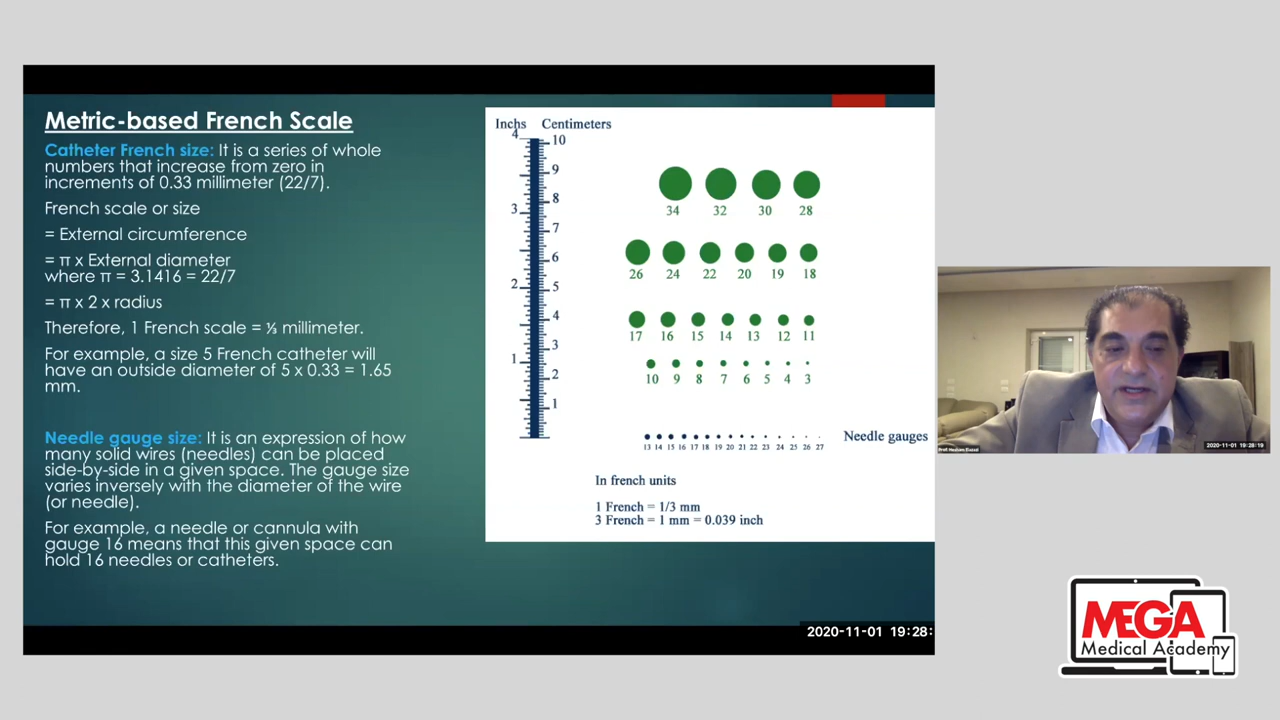 Metric-based French Scale
Catheter French size: It is a series of whole
numbers that increase from zero in
increments of 0.33 millimeter (22/7).
French scale or size
= External circumference
= π x External diameter
where π = 3.1416 = 22/7
= π x 2 x radius
Therefore, 1 French scale = ⅓ millimeter.
For example, a size 5 French catheter will
have an outside diameter of 5 x 0.33 = 1.65
mm.
Needle gauge size: It is an expression of how
many solid wires (needles) can be placed
side-by-side in a given space. The gauge size
varies inversely with the diameter of the wire
(or needle).
For example, a needle or cannula with
gauge 16 means that this given space can
hold 16 needles or catheters.
Inchs Centimeters
4 10
9
8
3
7
6
2
5
4
3
1
2
1
34 32 30 28
26 24 22 20 19 18
17 16 15 14 13 12 11
10 9 8 7 6 5 4 3
Needle gauges
13 14 15 16 17 18 19 20 21 22 23 24 25 26 27
In french units
1 French = 1/3 mm
3 French = 1 mm = 0.039 inch
2020-11-01 19:28:
2020-11-01 19:28:19
MEGA
Medical Academy